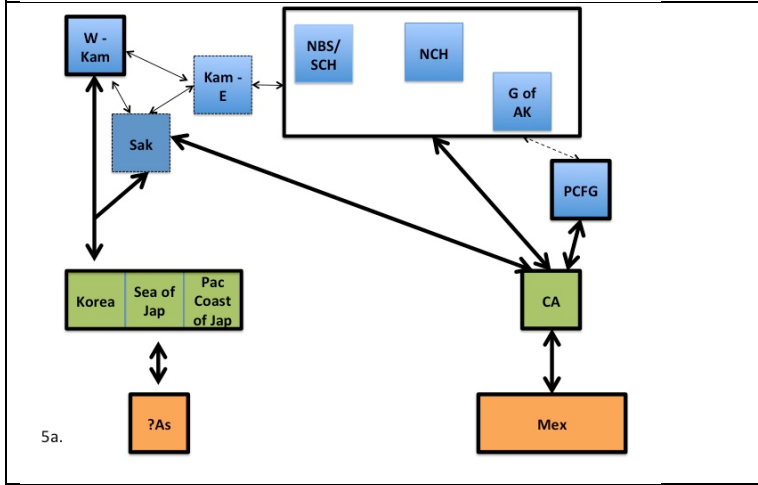 W -
Kam
Kam -
E
NBS/
SCH
NCH
G of
AK
Sak
PCFG
Korea
Sea of
Jap
Pac
Coast
of Jap
CA
?As
Mex
5a.